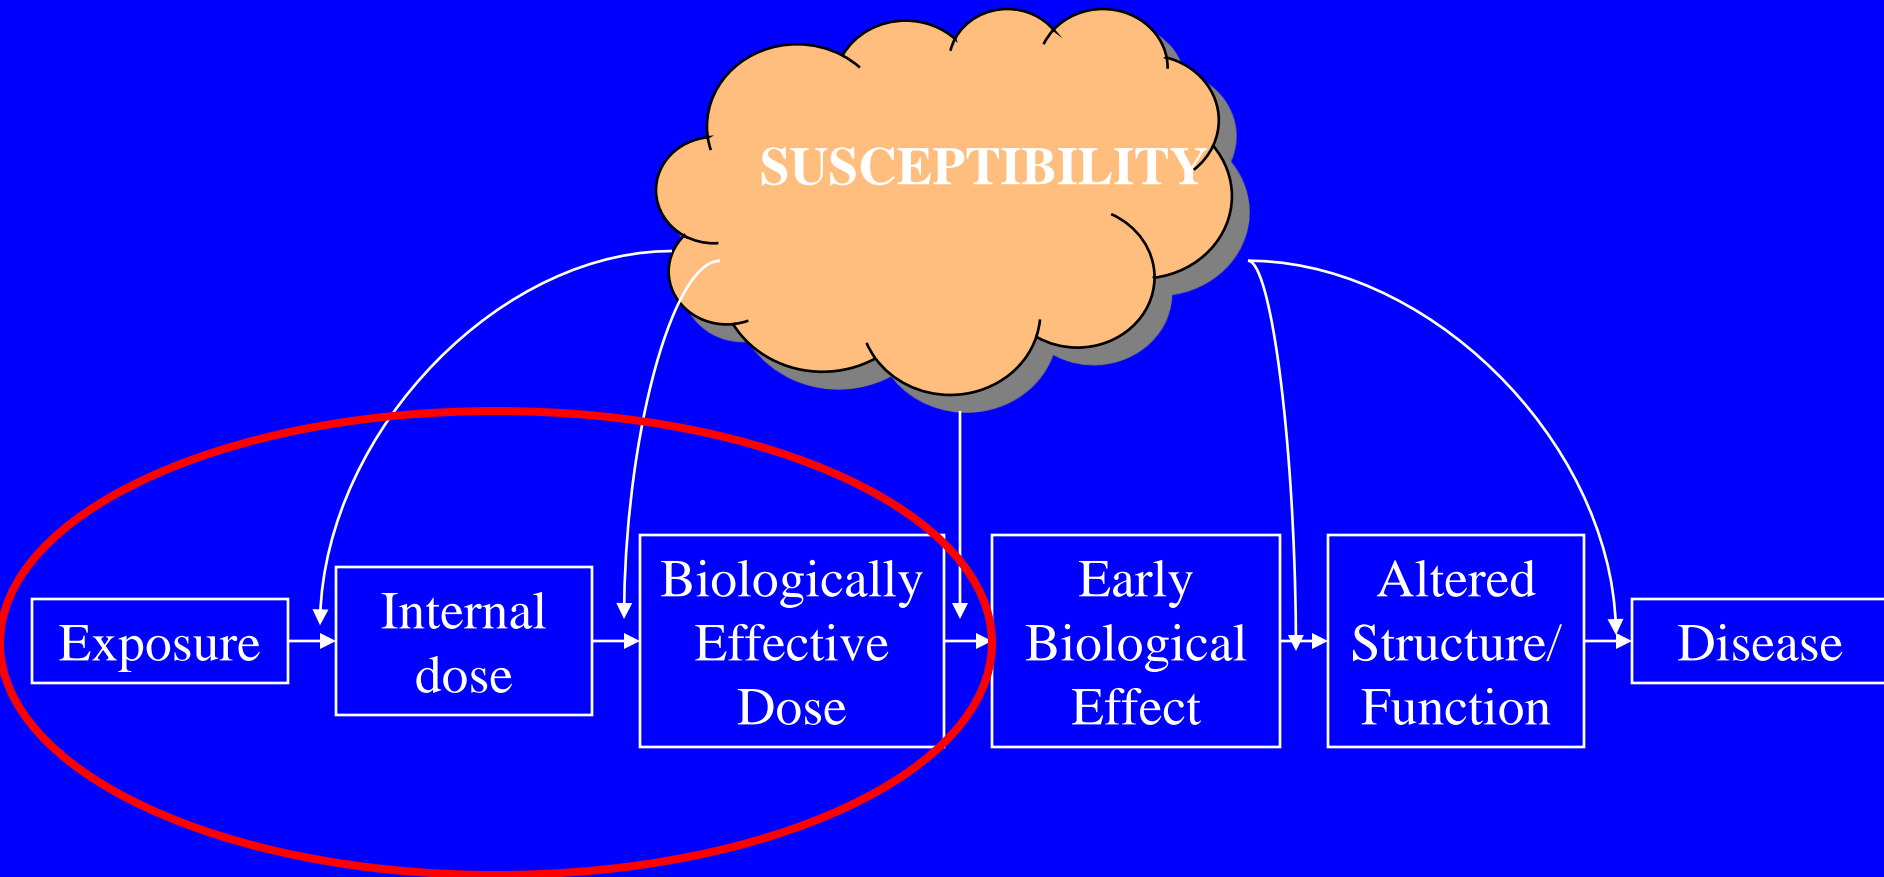 SUSCEPTIBILITY
Exposure
Internal
dose
Biologically
Effective
Dose
Early
Biological
Effect
Altered
Structure/
Function
Disease